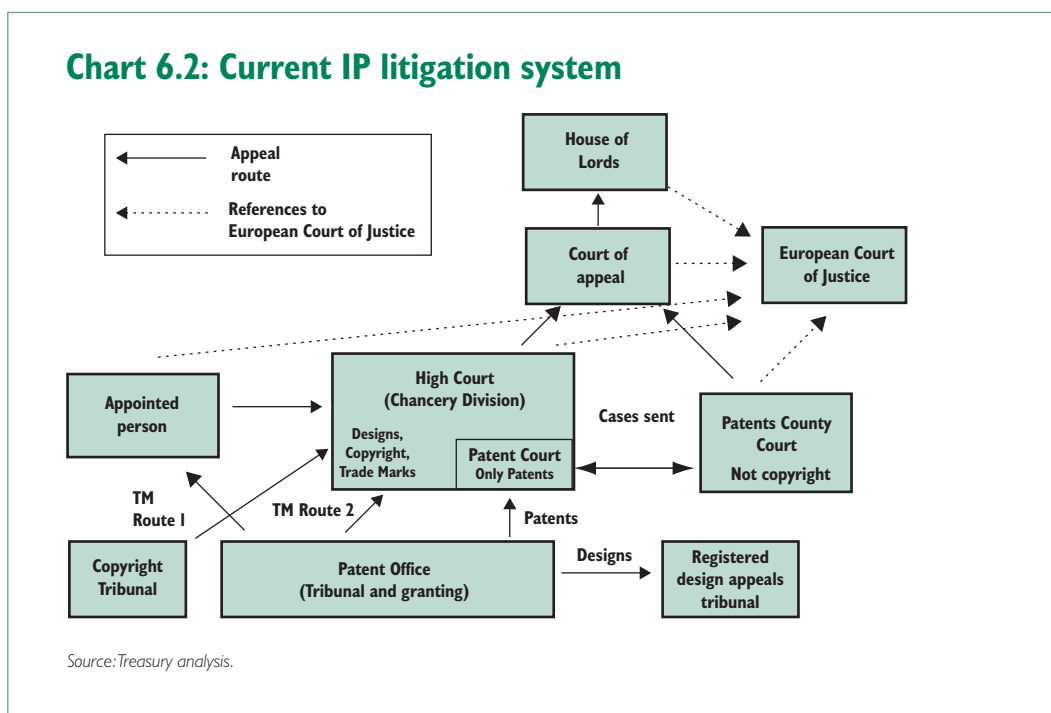 Chart 6.2: Current IP litigation system
Appeal
route
References to
European Court of Justice
House of
Lords
Court of
appeal
European Court
of Justice
Appointed
person
High Court
(Chancery Division)
Designs,
Copyright,
Trade Marks
Patent Court
Only Patents
Cases sent
Patents County
Court
Not copyright
TM
Route 1
TM Route 2
Patents
Copyright
Tribunal
Patent Office
(Tribunal and granting)
Designs
Registered
design appeals
tribunal
Source: Treasury analysis.